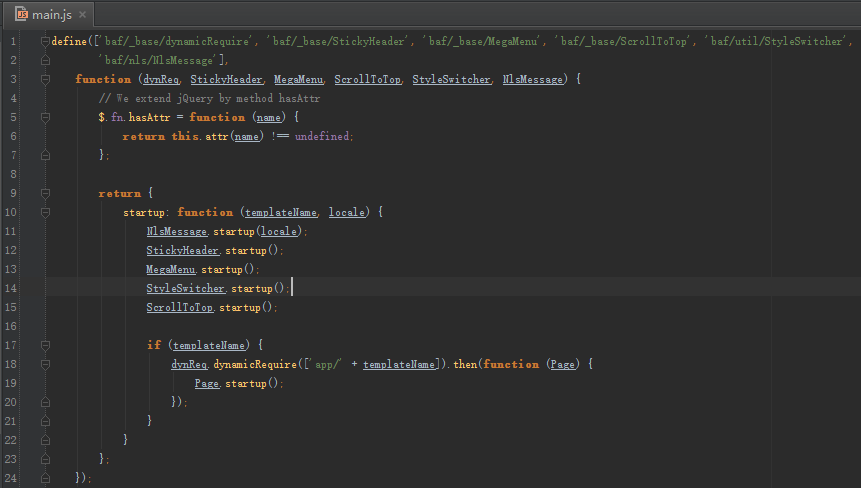 main.js
1 define(['baf/_base/dynamicRequire', 'baf/_base/StickyHeader', 'baf/_base/MegaMenu', 'baf/_base/ScrollToTop', 'baf/util/StyleSwitcher',
2 'baf/nls/NlsMessage'],
3 function (dynReq, StickyHeader, MegaMenu, ScrollToTop, StyleSwitcher, NlsMessage) {
4 // We extend jQuery by method hasAttr
5 $.fn.hasAttr = function (name) {
6 return this.attr(name) !== undefined;
7 };
8
9 return {
10 startup: function (templateName, locale) {
11 NlsMessage.startup(locale);
12 StickyHeader.startup();
13 MegaMenu.startup();
14 StyleSwitcher.startup();
15 ScrollToTop.startup();
16
17 if (templateName) {
18 dynReq.dynamicRequire(['app/' + templateName]).then(function (Page) {
19 Page.startup();
20 });
21 }
22 }
23 };
24 });